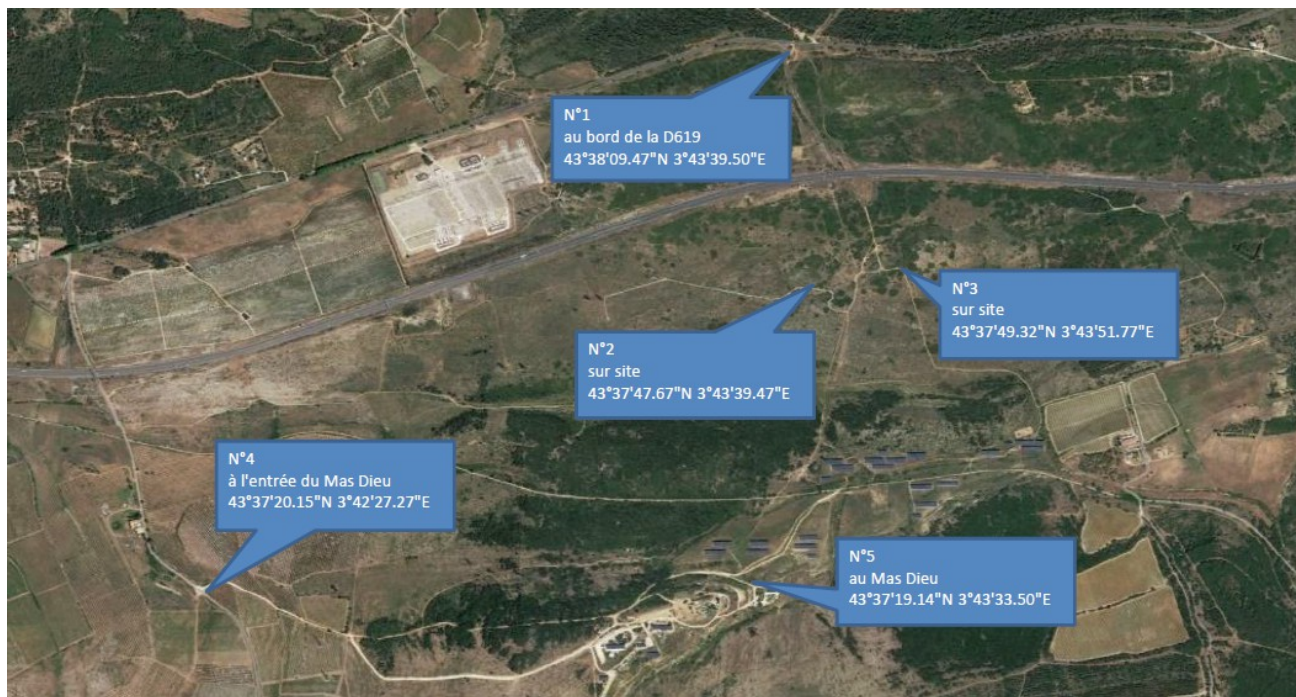 N°1
au bord de la D619
43°38'09.47"N 3°43'39.50"E
N°3
sur site
43°37'49.32"N 3°43'51.77"E
N°2
sur site
43°37'47.67"N 3°43'39.47"E
N°4
à l'entrée du Mas Dieu
43°37'20.15"N 3°42'27.27"E
N°5
au Mas Dieu
43°37'19.14"N 3°43'33.50"E